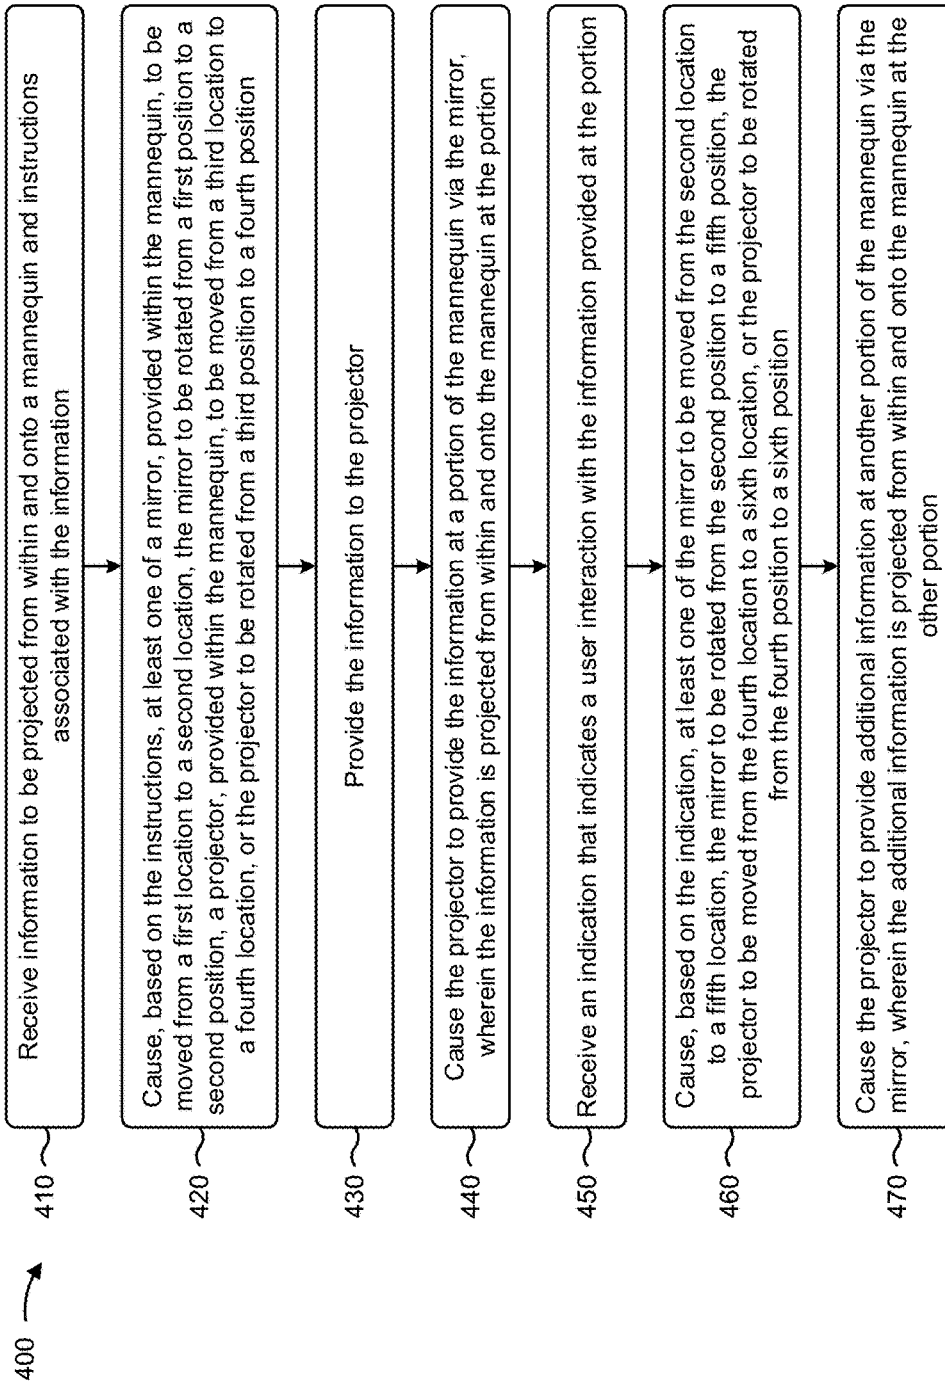 400
410
Receive information to be projected from within and onto a mannequin and instructions
associated with the information
420
Cause, based on the instructions, at least one of a mirror, provided within the mannequin, to be
moved from a first location to a second location, the mirror to be rotated from a first position to a
second position, a projector, provided within the mannequin, to be moved from a third location to
a fourth location, or the projector to be rotated from a third position to a fourth position
430
Provide the information to the projector
440
Cause the projector to provide the information at a portion of the mannequin via the mirror,
wherein the information is projected from within and onto the mannequin at the portion
450
Receive an indication that indicates a user interaction with the information provided at the portion
460
Cause, based on the indication, at least one of the mirror to be moved from the second location
to a fifth location, the mirror to be rotated from the second position to a fifth position, the
projector to be moved from the fourth location to a sixth location, or the projector to be rotated
from the fourth position to a sixth position
470
Cause the projector to provide additional information at another portion of the mannequin via the
mirror, wherein the additional information is projected from within and onto the mannequin at the
other portion